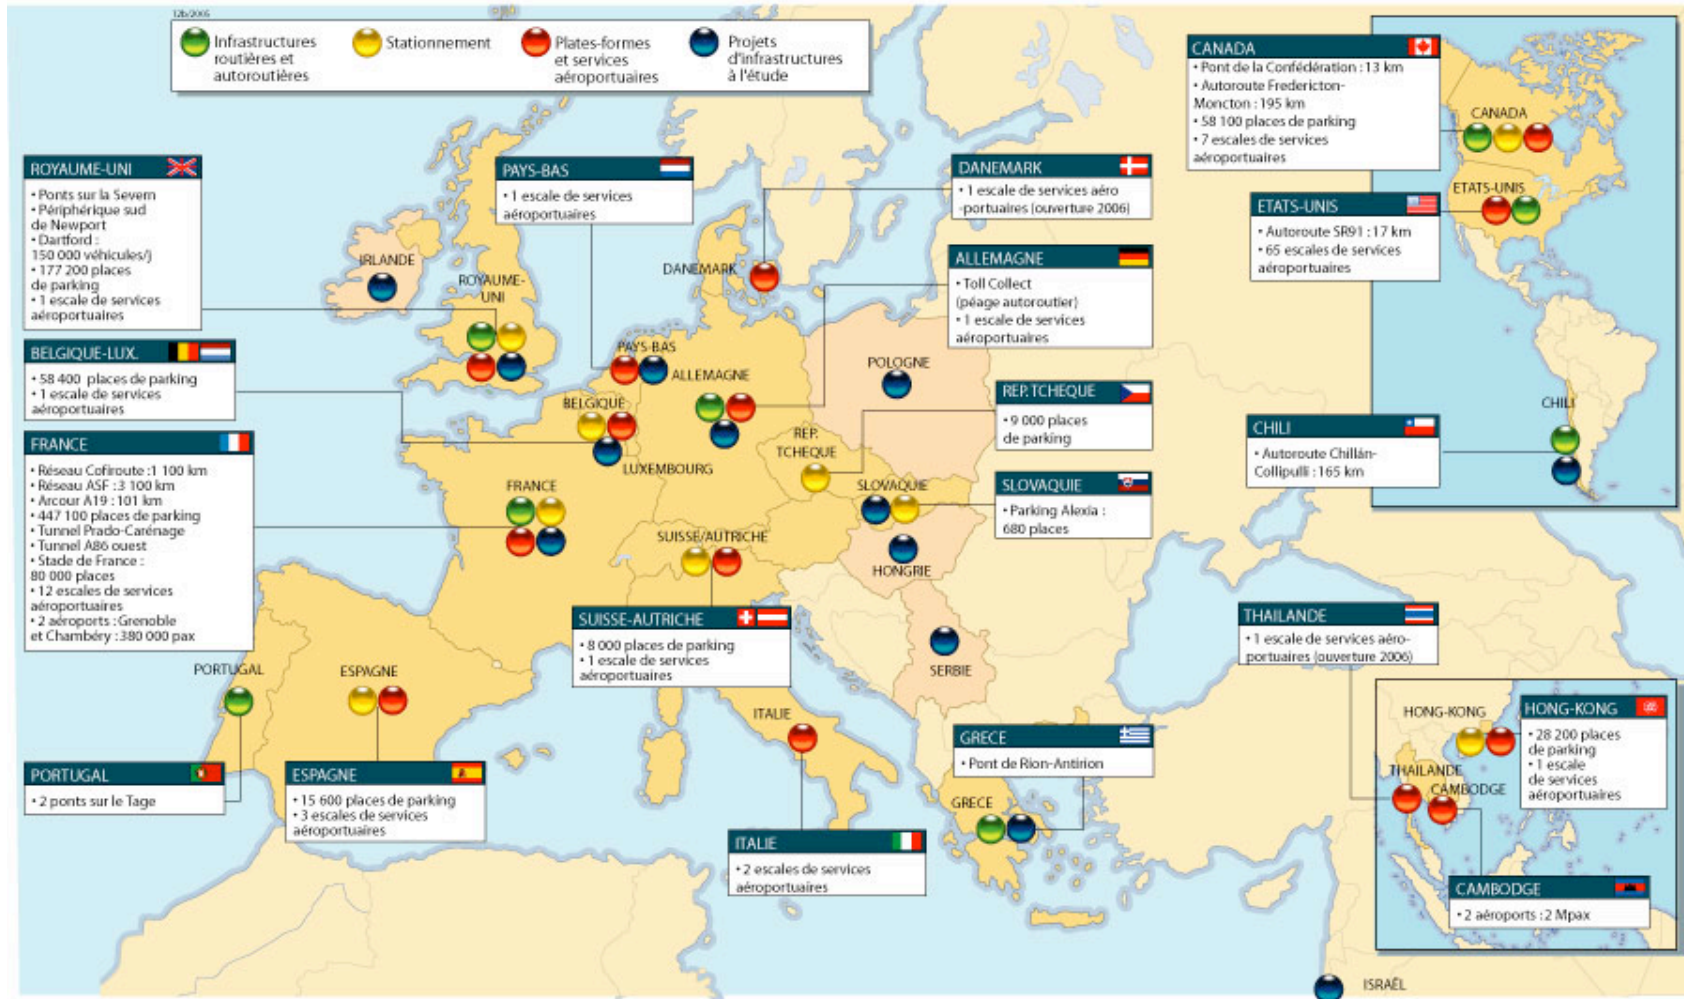 12b/2005
Infrastructures
routières et
autoroutières
Stationnement
Plates-formes
et services
aéroportuaires
Projets
d'infrastructures
à l'étude
ROYAUME-UNI
• Ponts sur la Severn
• Périphérique sud
de Newport
• Dartford :
150 000 véhicules/j
• 177 200 places
de parking
• 1 escale de services
aéroportuaires
BELGIQUE-LUX.
• 58 400 places de parking
• 1 escale de services
aéroportuaires
FRANCE
• Réseau Cofiroute :1 100 km
• Réseau ASF : 3 100 km
• Arcour A19 : 101 km
• 447 100 places de parking
• Tunnel Prado-Carénage
• Tunnel A86 ouest
• Stade de France :
80 000 places
• 12 escales de services
aéroportuaires
• 2 aéroports : Grenoble
et Chambéry : 380 000 pax
PORTUGAL
• 2 ponts sur le Tage
ESPAGNE
• 15 600 places de parking
• 3 escales de services
aéroportuaires
PAYS-BAS
• 1 escale de services
aéroportuaires
SUISSE-AUTRICHE
• 8 000 places de parking
• 1 escale de services
aéroportuaires
ITALIE
• 2 escales de services
aéroportuaires
DANEMARK
• 1 escale de services aéro
-portuaires (ouverture 2006)
ALLEMAGNE
• Toll Collect
(péage autoroutier)
• 1 escale de services
aéroportuaires
REP. TCHEQUE
• 9 000 places
de parking
SLOVAQUIE
• Parking Alexia :
680 places
GRECE
• Pont de Rion-Antirion
CANADA
• Pont de la Confédération : 13 km
• Autoroute Fredericton-
Moncton : 195 km
• 58 100 places de parking
• 7 escales de services
aéroportuaires
ETATS-UNIS
• Autoroute SR91 : 17 km
• 65 escales de services
aéroportuaires
CHILI
• Autoroute Chillán-
Collipulli : 165 km
THAILANDE
• 1 escale de services aéro-
portuaires (ouverture 2006)
HONG-KONG
• 28 200 places
de parking
• 1 escale
de services
aéroportuaires
CAMBODGE
• 2 aéroports : 2 Mpax
IRLANDE
ROYAUME-
UNI
PAYS-BAS
DANEMARK
ALLEMAGNE
BELGIQUE
LUXEMBOURG
POLOGNE
REP.
TCHEQUE
SLOVAQUIE
HONGRIE
FRANCE
SUISSE/AUTRICHE
SERBIE
PORTUGAL
ESPAGNE
ITALIE
GRECE
CANADA
ETATS-UNIS
CHILI
HONG-KONG
THAILANDE
CAMBODGE
ISRAËL